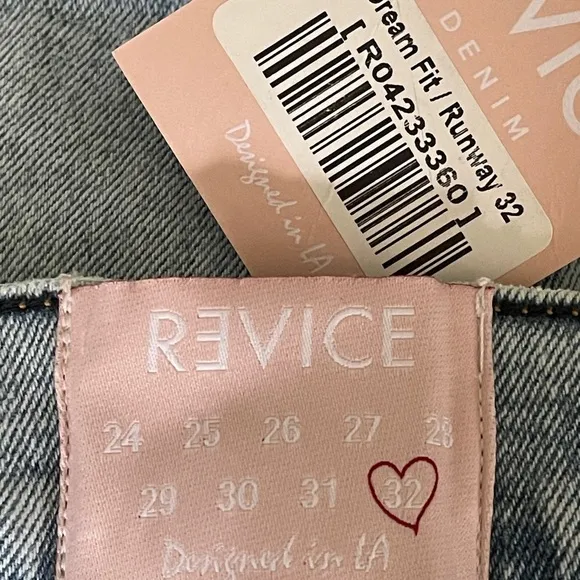 Dream Fit / Runway 32
[ R04233360 ]
DENIM
Designed in LA
REVICE
24 25 26 27 28
29 30 31 32
Designed in LA